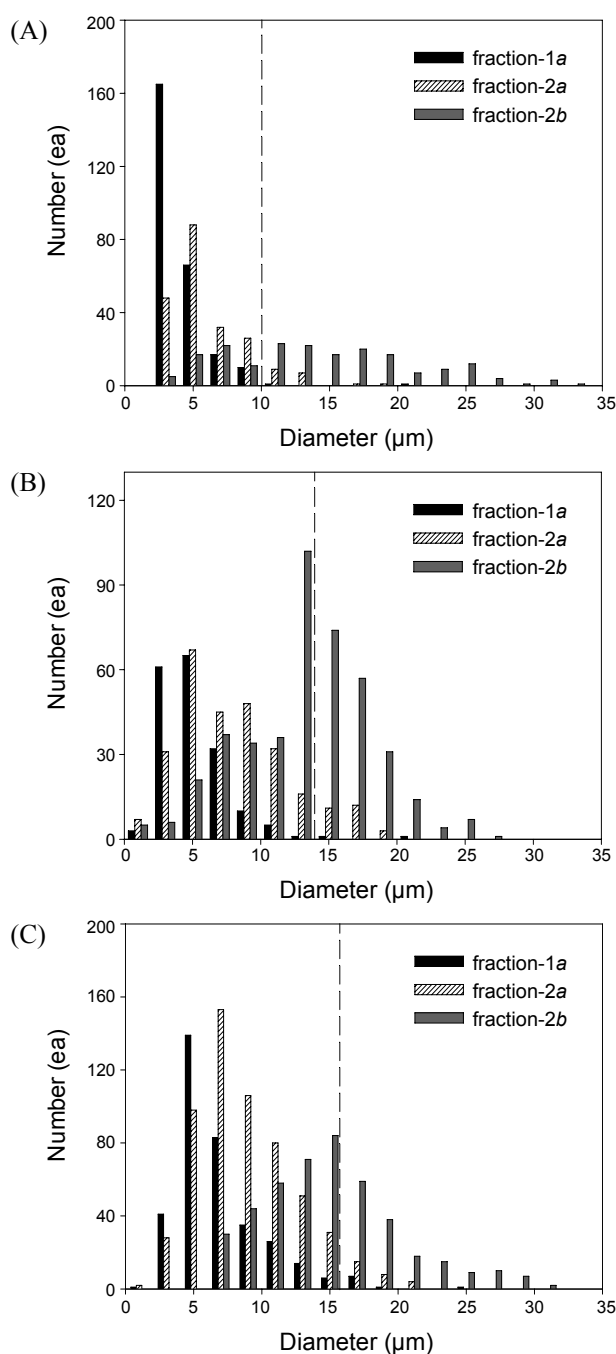 (A)
200
160
120
80
40
0
Number (ea)
fraction-1a
fraction-2a
fraction-2b
0 5 10 15 20 25 30 35
Diameter (µm)
(B)
120
90
60
30
0
Number (ea)
fraction-1a
fraction-2a
fraction-2b
0 5 10 15 20 25 30 35
Diameter (µm)
(C)
200
160
120
80
40
0
Number (ea)
fraction-1a
fraction-2a
fraction-2b
0 5 10 15 20 25 30 35
Diameter (µm)